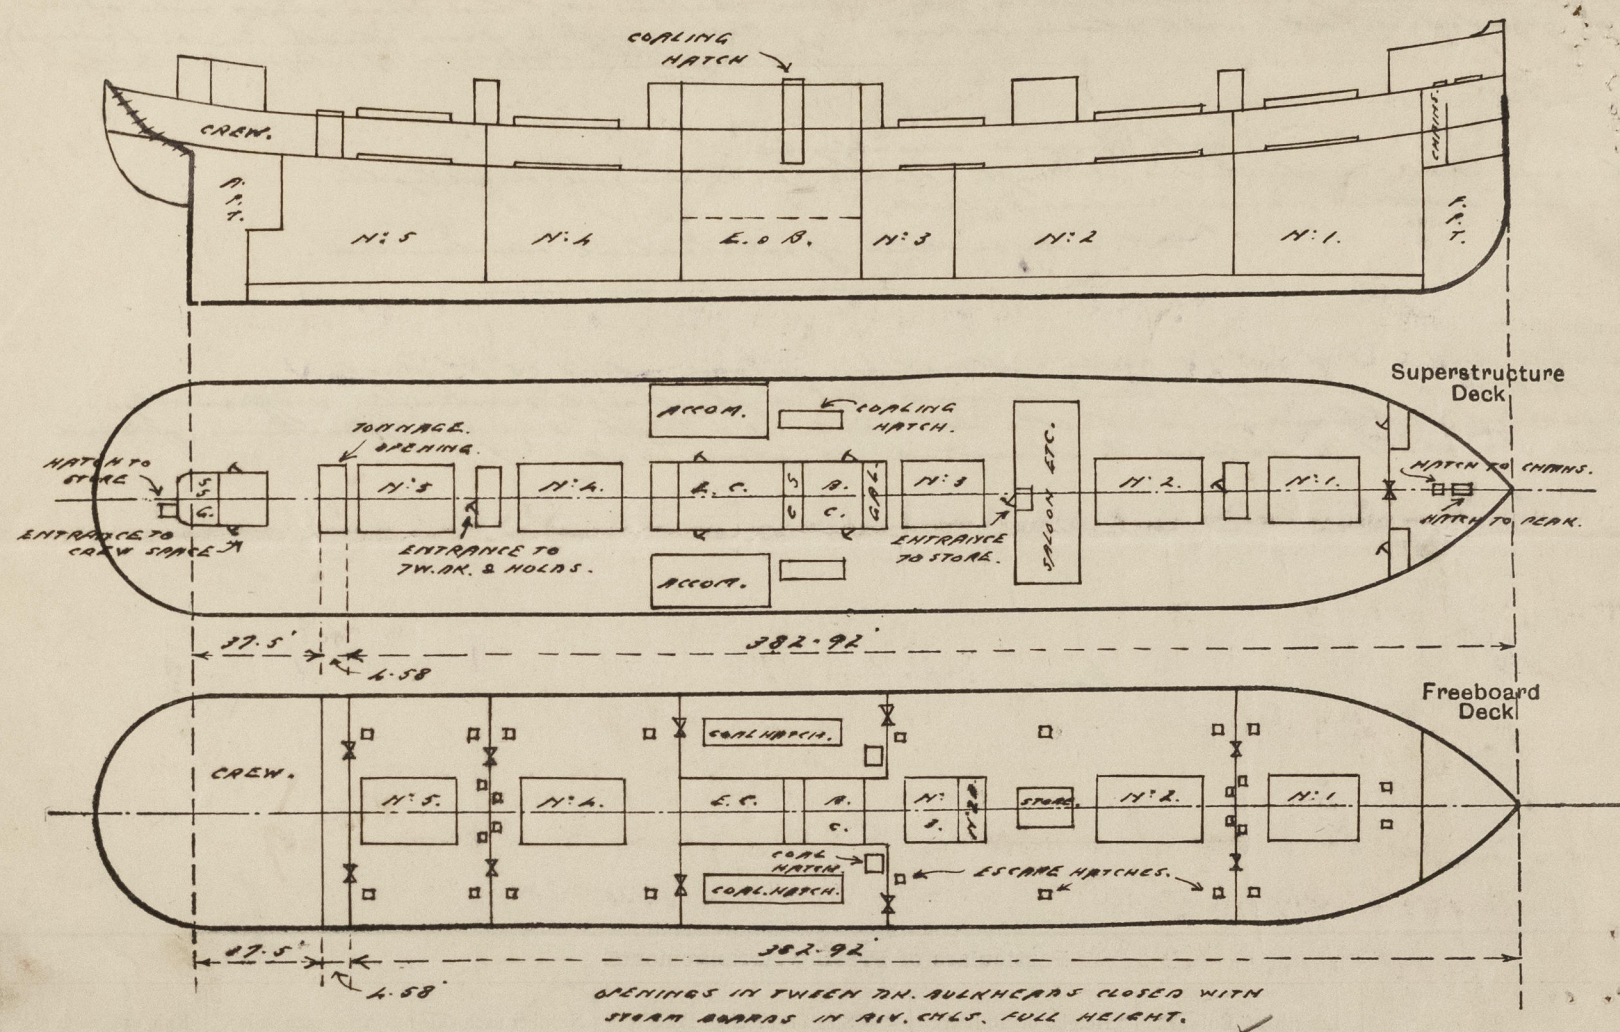 COALING
HATCH
CREW.
CHAINS.
A.
P.
T.
F.
P.
T.
Nº 5
Nº 4
E. & B.
Nº 3
Nº 2
Nº 1.
Superstructure
Deck
ACCOM.
COALING
HATCH.
TONNAGE.
OPENING.
HATCH TO
STORE
Nº 5
Nº 4.
E. C.
C S
B.
C.
GAL.
Nº 3
SALOON ETC.
Nº 2.
Nº 1.
HATCH TO CHAINS.
HATCH TO PEAK.
S.S.
G.
ENTRANCE TO
CREW SPACE
ENTRANCE TO
TW. DK. & HOLDS.
ENTRANCE
TO STORE.
ACCOM.
37.5'
382.92'
4.58
Freeboard
Deck
COAL HATCH.
CREW.
Nº 5.
Nº 4.
E. C.
B.
C.
Nº
3.
Nº 2A.
STORE.
Nº 2.
Nº 1
COAL
HATCH
COAL. HATCH.
ESCAPE HATCHES.
37.5'
382.92'
4.58'
OPENINGS IN TWEEN DK. BULKHEADS CLOSED WITH
STORM BOARDS IN RIV. CHLS. FULL HEIGHT.